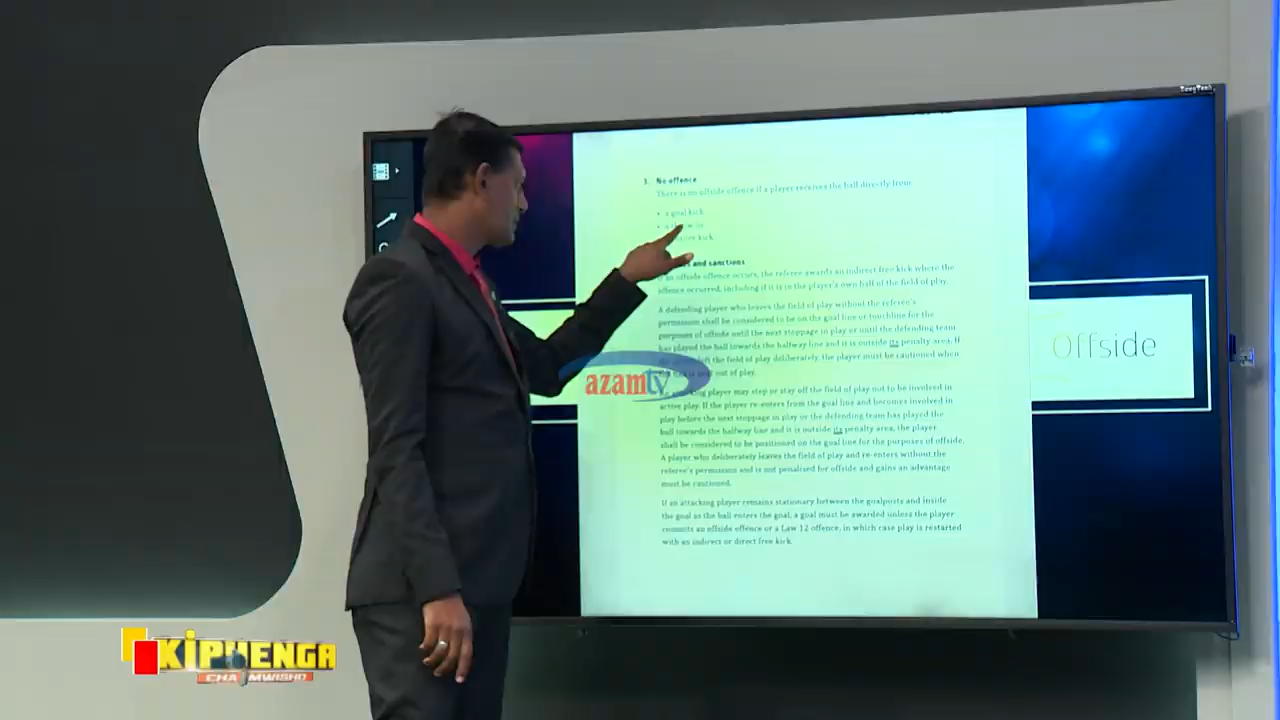 3. No offence
There is no offside offence if a player receives the ball directly from
• a goal kick
• a
kick
and sanctions
an offside offence occurs, the referee awards an indirect free kick where the
offence occurred, including if it is in the player's own half of the field of play.
A defending player who leaves the field of play without the referee's
permission shall be considered to be on the goal line or touchline for the
purposes of offside until the next stoppage in play or until the defending team
has played the ball towards the halfway line and it is outside its penalty area. If
left the field of play deliberately, the player must be cautioned when
out of play.
player may step or stay off the field of play not to be involved in
active play. If the player re-enters from the goal line and becomes involved in
play before the next stoppage in play or the defending team has played the
ball towards the halfway line and it is outside its penalty area, the player
shall be considered to be positioned on the goal line for the purposes of offside.
A player who deliberately leaves the field of play and re-enters without the
referee's permission and is not penalised for offside and gains an advantage
must be cautioned.
If an attacking player remains stationary between the goalposts and inside
the goal as the ball enters the goal, a goal must be awarded unless the player
commits an offside offence or a Law 12 offence, in which case play is restarted
with an indirect or direct free kick.
Offside
azamtv
KIPYENGA
CHA MWISHO